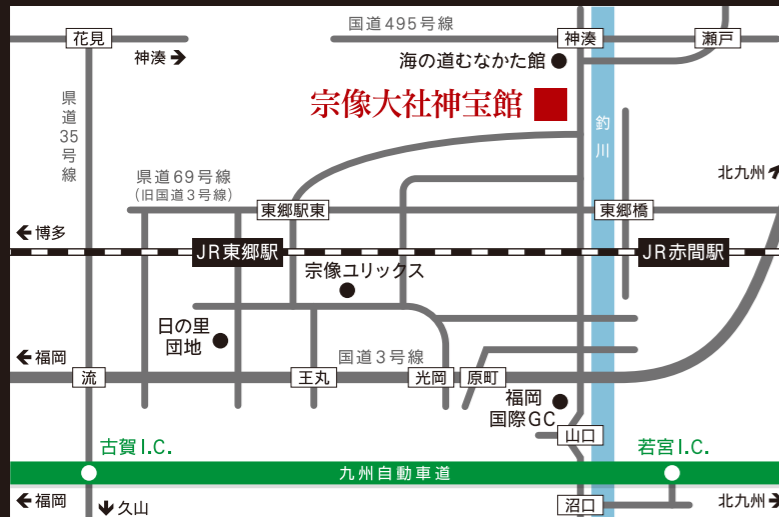 国道495号線
花見
神湊
瀬戸
神湊
海の道むなかた館
宗像大社神宝館
県道35号線
釣川
県道69号線
(旧国道3号線)
北九州
東郷駅東
東郷橋
博多
JR東郷駅
JR赤間駅
宗像ユリックス
日の里
団地
福岡
国道3号線
流
王丸
光岡
原町
福岡
国際GC
山口
古賀I.C.
若宮I.C.
九州自動車道
福岡
久山
沼口
北九州